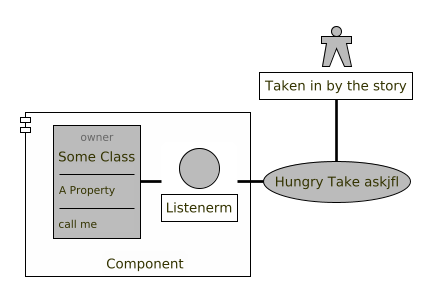 Taken in by the story
owner
Some Class
A Property
call me
Listenerm
Hungry Take askjfl
Component